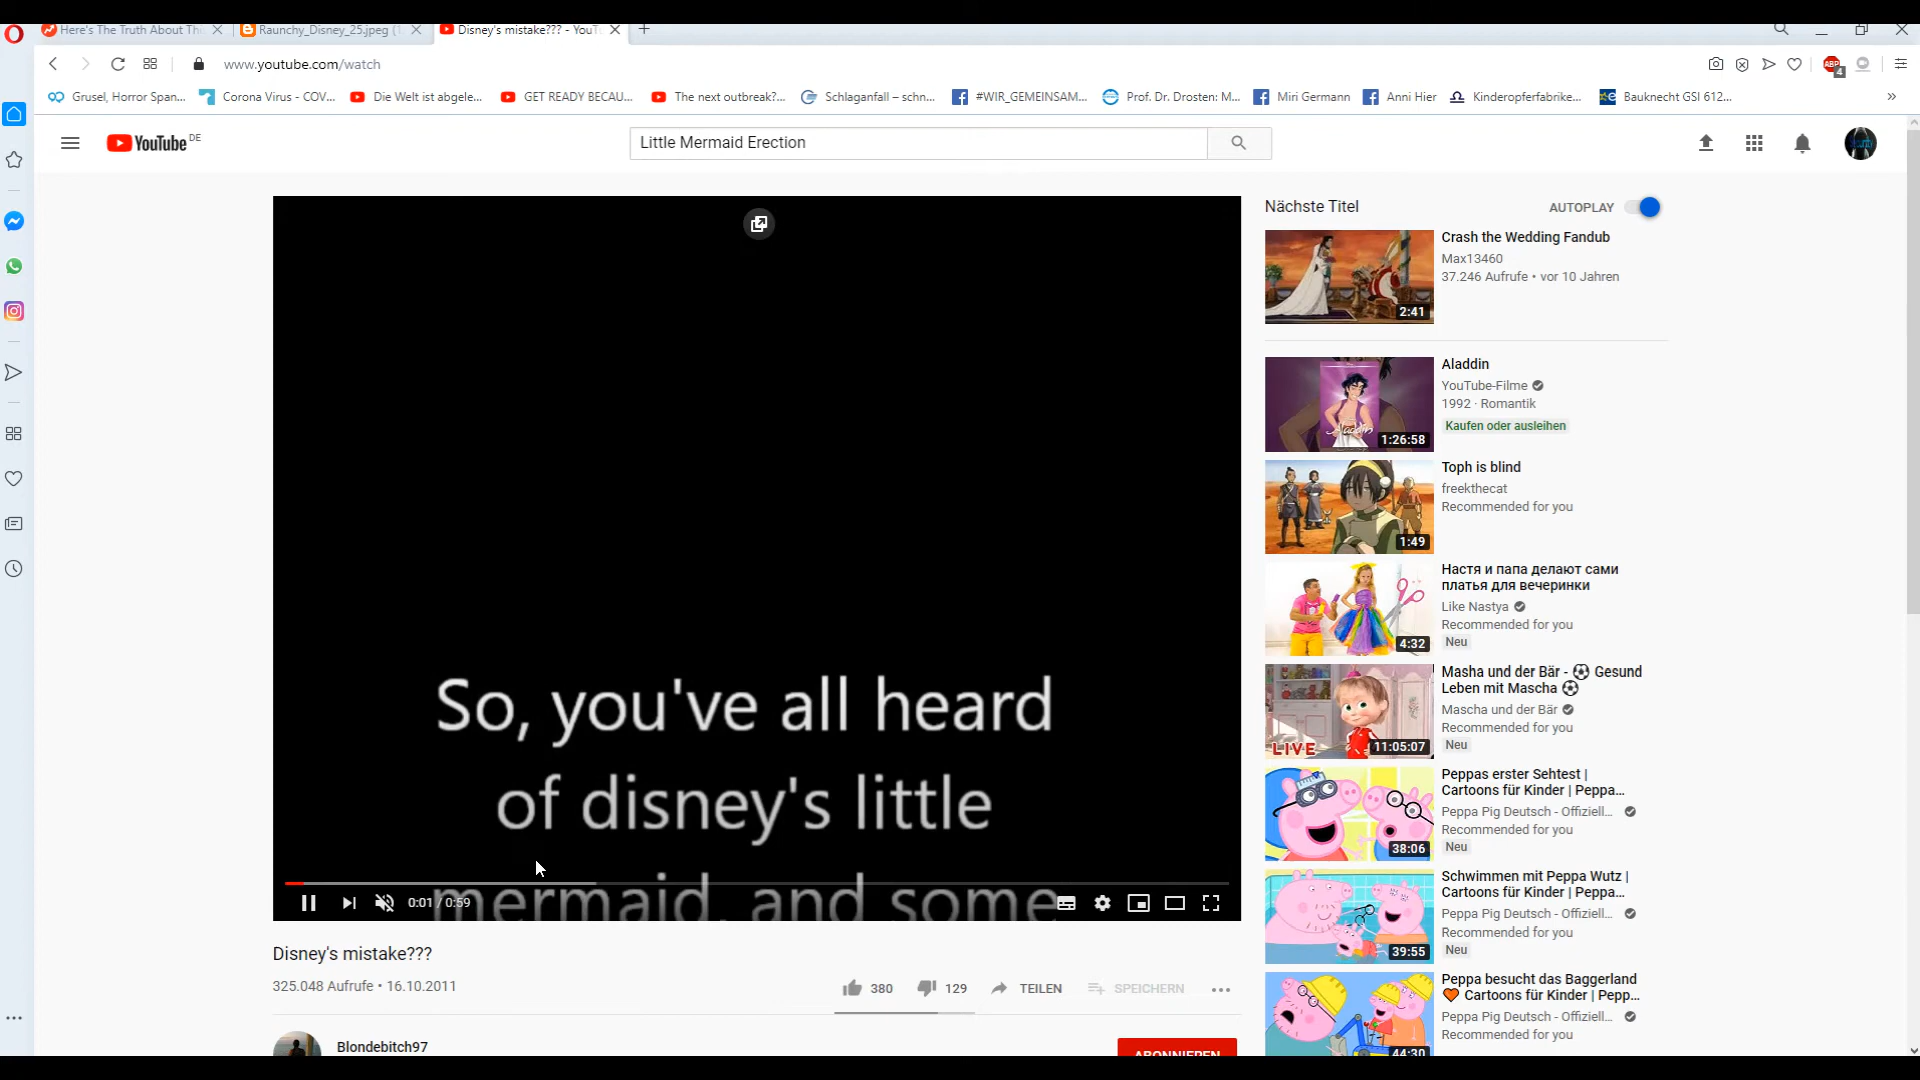 Here's The Truth About Thi
Raunchy_Disney_25.jpeg (1
Disney's mistake??? - YouT
www.youtube.com/watch
ABP
4
Grusel, Horror Span...
Corona Virus - COV...
Die Welt ist abgele...
GET READY BECAU...
The next outbreak?...
Schlaganfall – schn...
#WIR_GEMEINSAM...
Prof. Dr. Drosten: M...
Miri Germann
Anni Hier
Kinderopferfabrike...
Bauknecht GSI 612...
YouTube DE
Little Mermaid Erection
So, you've all heard
of disney's little
mermaid, and some
0:01 / 0:59
Disney's mistake???
325.048 Aufrufe • 16.10.2011
380
129
TEILEN
SPEICHERN
Blondebitch97
ABONNIEREN
Nächste Titel
AUTOPLAY
Crash the Wedding Fandub
Max13460
37.246 Aufrufe • vor 10 Jahren
2:41
Aladdin
YouTube-Filme
1992 · Romantik
Kaufen oder ausleihen
Aladdin
1:26:58
Toph is blind
freekthecat
Recommended for you
1:49
Настя и папа делают сами
платья для вечеринки
Like Nastya
Recommended for you
Neu
4:32
Masha und der Bär - ⚽ Gesund
Leben mit Mascha ⚽
Mascha und der Bär
Recommended for you
Neu
LIVE
11:05:07
Peppas erster Sehtest |
Cartoons für Kinder | Peppa...
Peppa Pig Deutsch - Offiziell...
Recommended for you
Neu
38:06
Schwimmen mit Peppa Wutz |
Cartoons für Kinder | Peppa...
Peppa Pig Deutsch - Offiziell...
Recommended for you
Neu
39:55
Peppa besucht das Baggerland
🧡 Cartoons für Kinder | Pepp...
Peppa Pig Deutsch - Offiziell...
Recommended for you
44:30